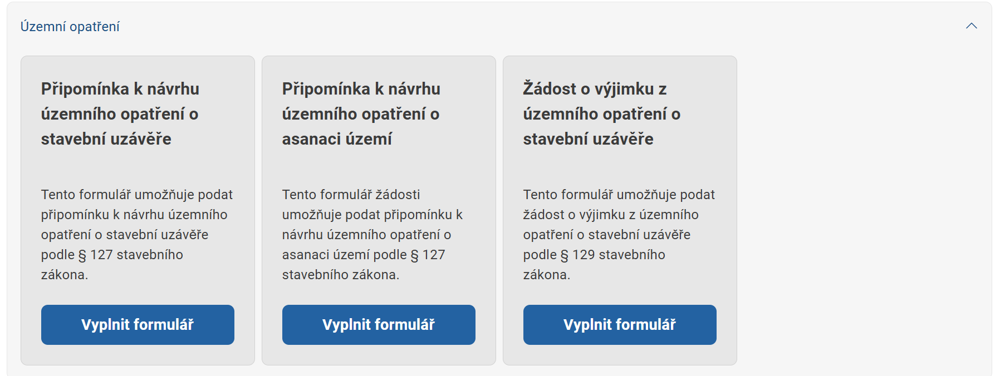 Územní opatření
Připomínka k návrhu
územního opatření o
stavební uzávěře
Tento formulář umožňuje podat
připomínku k návrhu územního
opatření o stavební uzávěře
podle § 127 stavebního
zákona.
Vyplnit formulář
Připomínka k návrhu
územního opatření o
asanaci území
Tento formulář žádosti
umožňuje podat připomínku k
návrhu územního opatření o
asanaci území podle § 127
stavebního zákona.
Vyplnit formulář
Žádost o výjimku z
územního opatření o
stavební uzávěře
Tento formulář umožňuje podat
žádost o výjimku z územního
opatření o stavební uzávěře
podle § 129 stavebního
zákona.
Vyplnit formulář